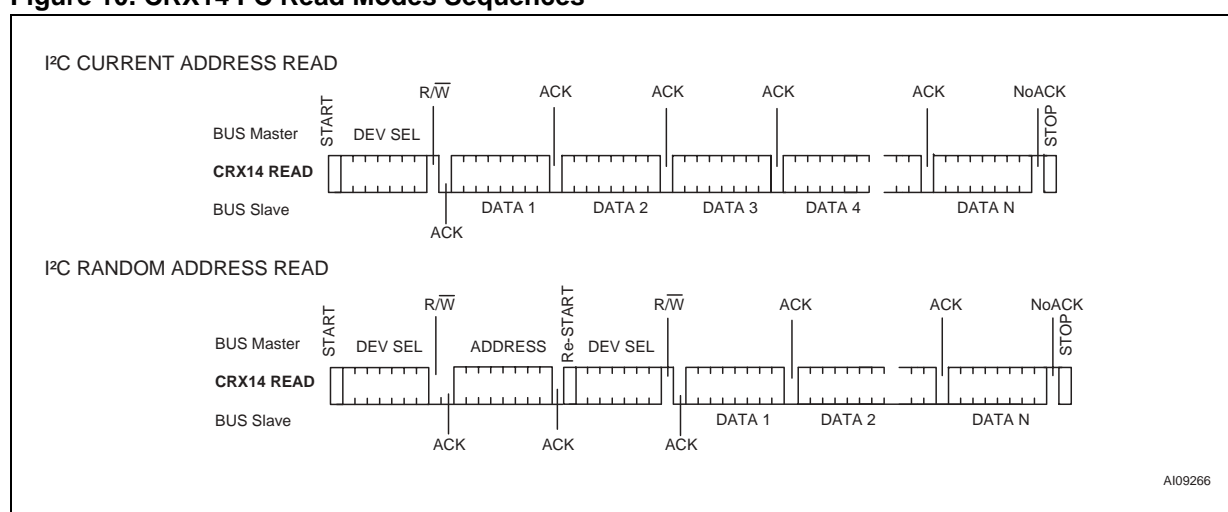 Figure 10. CRX14 I²C Read Modes Sequences
I²C CURRENT ADDRESS READ
START R/W ACK ACK ACK ACK NoACK STOP
BUS Master DEV SEL
CRX14 READ
BUS Slave DATA 1 DATA 2 DATA 3 DATA 4 DATA N
ACK
I²C RANDOM ADDRESS READ
START R/W Re-START R/W ACK ACK NoACK STOP
BUS Master DEV SEL ADDRESS DEV SEL
CRX14 READ
BUS Slave DATA 1 DATA 2 DATA N
ACK ACK ACK
AI09266